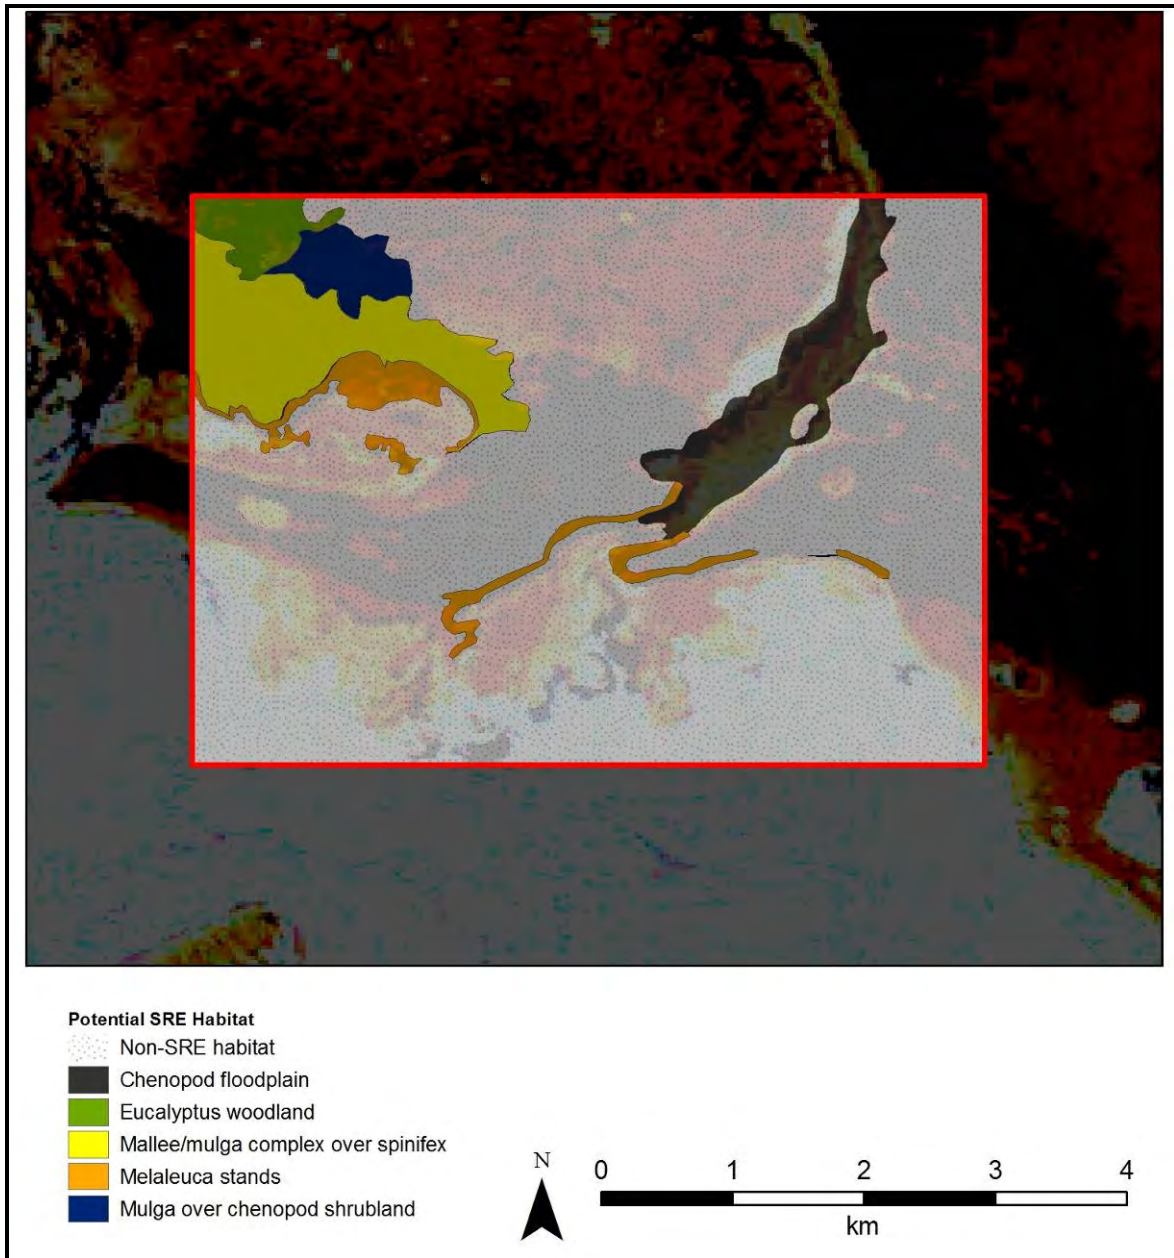 Potential SRE Habitat
Non-SRE habitat
Chenopod floodplain
Eucalyptus woodland
Mallee/mulga complex over spinifex
Melaleuca stands
Mulga over chenopod shrubland
N
0 1 2 3 4
km